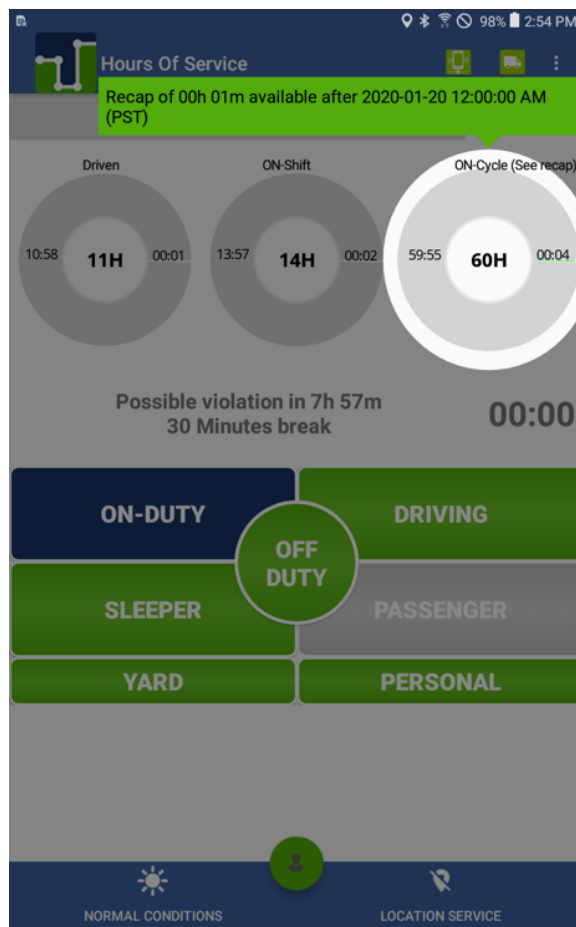 98% 2:54 PM
Hours Of Service
Recap of 00h 01m available after 2020-01-20 12:00:00 AM
(PST)
Driven ON-Shift ON-Cycle (See recap)
10:58 11H 00:01 13:57 14H 00:02 59:55 60H 00:04
Possible violation in 7h 57m
30 Minutes break
00:00
ON-DUTY DRIVING
OFF
DUTY
SLEEPER PASSENGER
YARD PERSONAL
NORMAL CONDITIONS LOCATION SERVICE